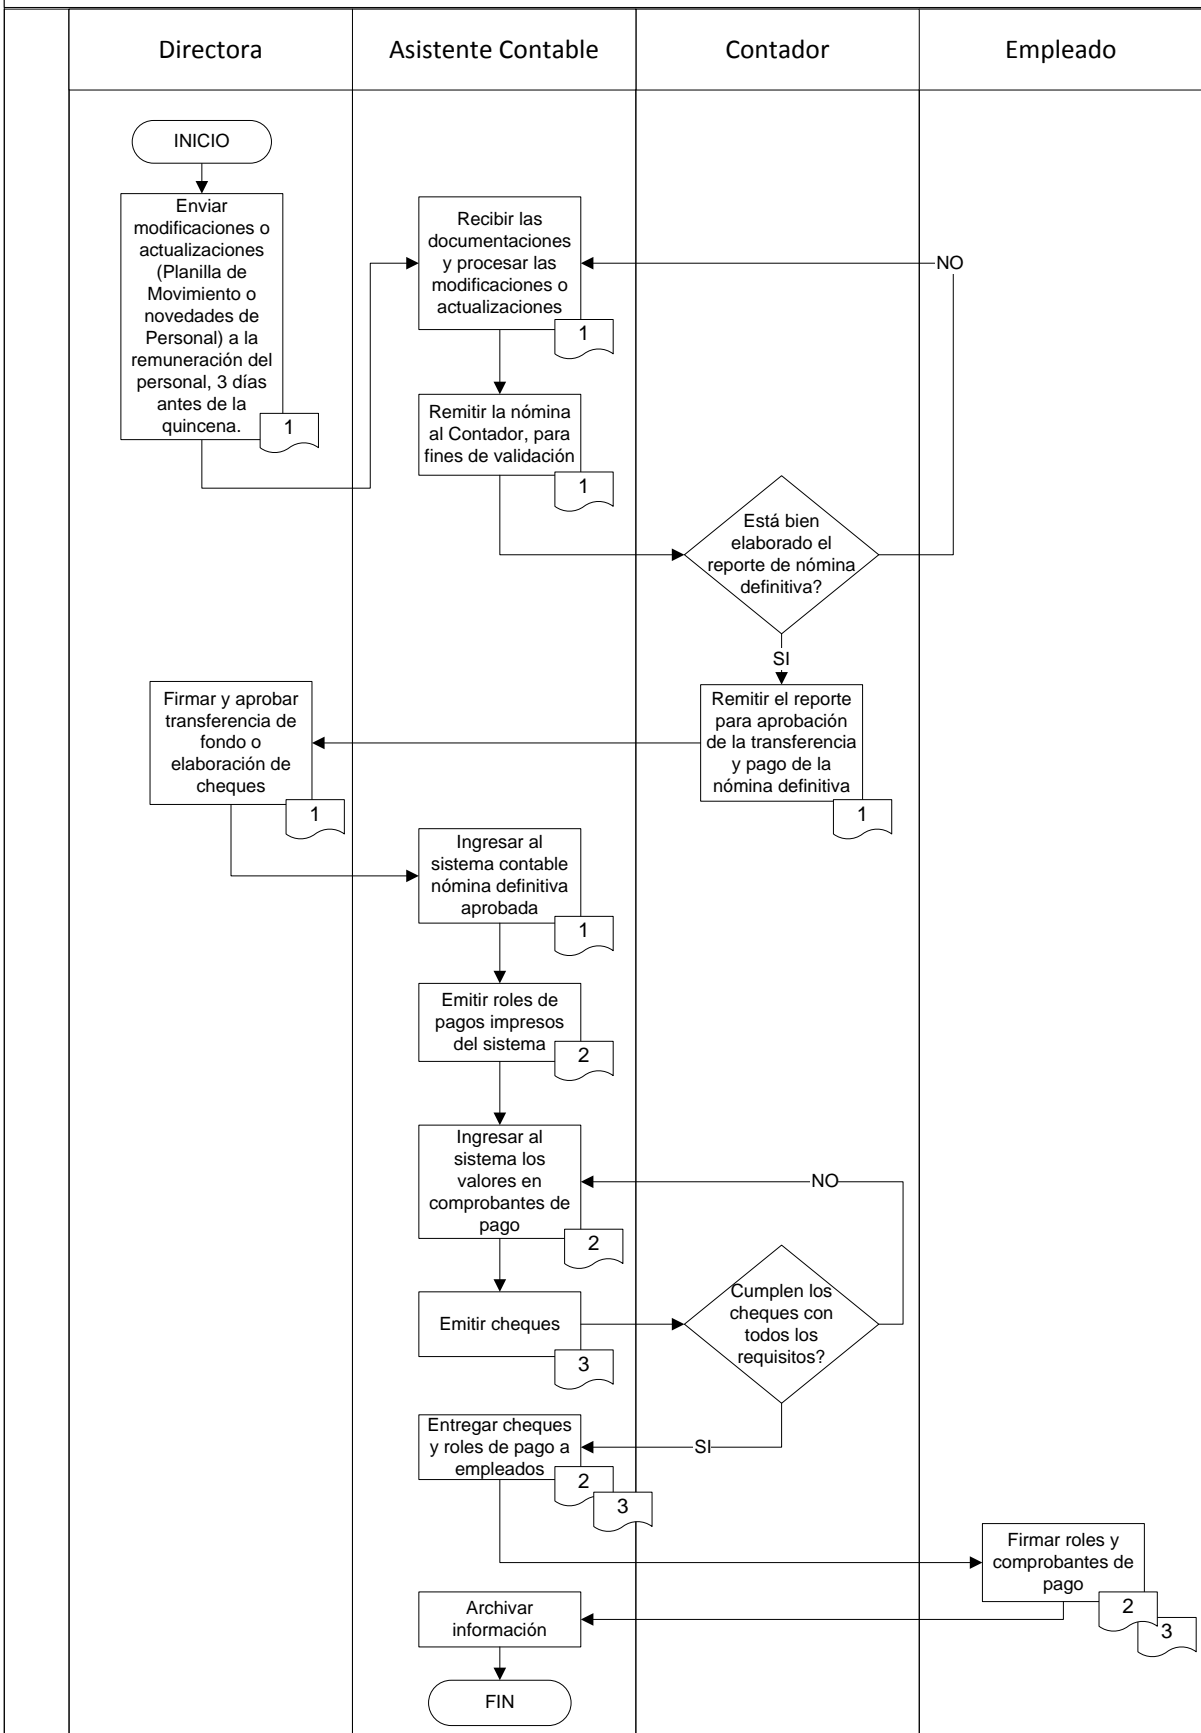 Directora
Asistente Contable
Contador
Empleado
INICIO
Enviar
modificaciones o
actualizaciones
(Planilla de
Movimiento o
novedades de
Personal) a la
remuneración del
personal, 3 días
antes de la
quincena.
1
Recibir las
documentaciones
y procesar las
modificaciones o
actualizaciones
1
NO
Remitir la nómina
al Contador, para
fines de validación
1
Está bien
elaborado el
reporte de nómina
definitiva?
SI
Remitir el reporte
para aprobación
de la transferencia
y pago de la
nómina definitiva
1
Firmar y aprobar
transferencia de
fondo o
elaboración de
cheques
1
Ingresar al
sistema contable
nómina definitiva
aprobada
1
Emitir roles de
pagos impresos
del sistema
2
Ingresar al
sistema los
valores en
comprobantes de
pago
2
NO
Emitir cheques
3
Cumplen los
cheques con
todos los
requisitos?
SI
Entregar cheques
y roles de pago a
empleados
2
3
Firmar roles y
comprobantes de
pago
2
3
Archivar
información
FIN